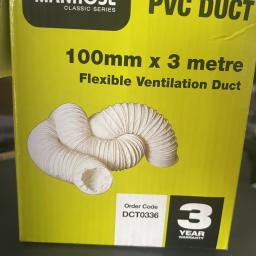 MANROSE
CLASSIC SERIES
PVC DUCT
100mm x 3 metre
Flexible Ventilation Duct
Order Code
DCT0336
3
YEAR
WARRANTY